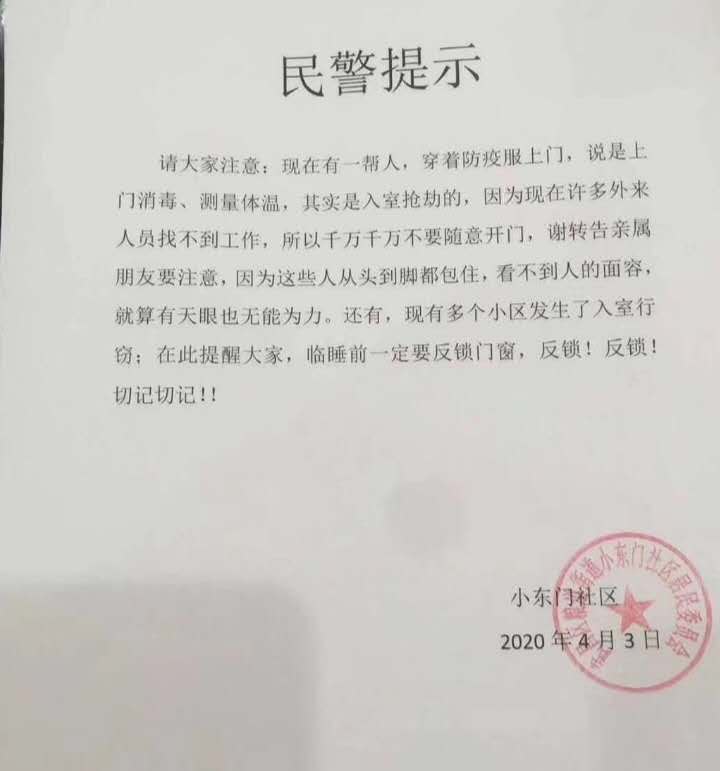 民警提示
请大家注意：现在有一帮人，穿着防疫服上门，说是上
门消毒、测量体温，其实是入室抢劫的，因为现在许多外来
人员找不到工作，所以千万千万不要随意开门，谢转告亲属
朋友要注意，因为这些人从头到脚都包住，看不到人的面容，
就算有天眼也无能为力。还有，现有多个小区发生了入室行
窃；在此提醒大家，临睡前一定要反锁门窗，反锁！反锁！
切记切记!!
小东门社区
2020 年 4 月 3 日
街道小东门社区居民委员会